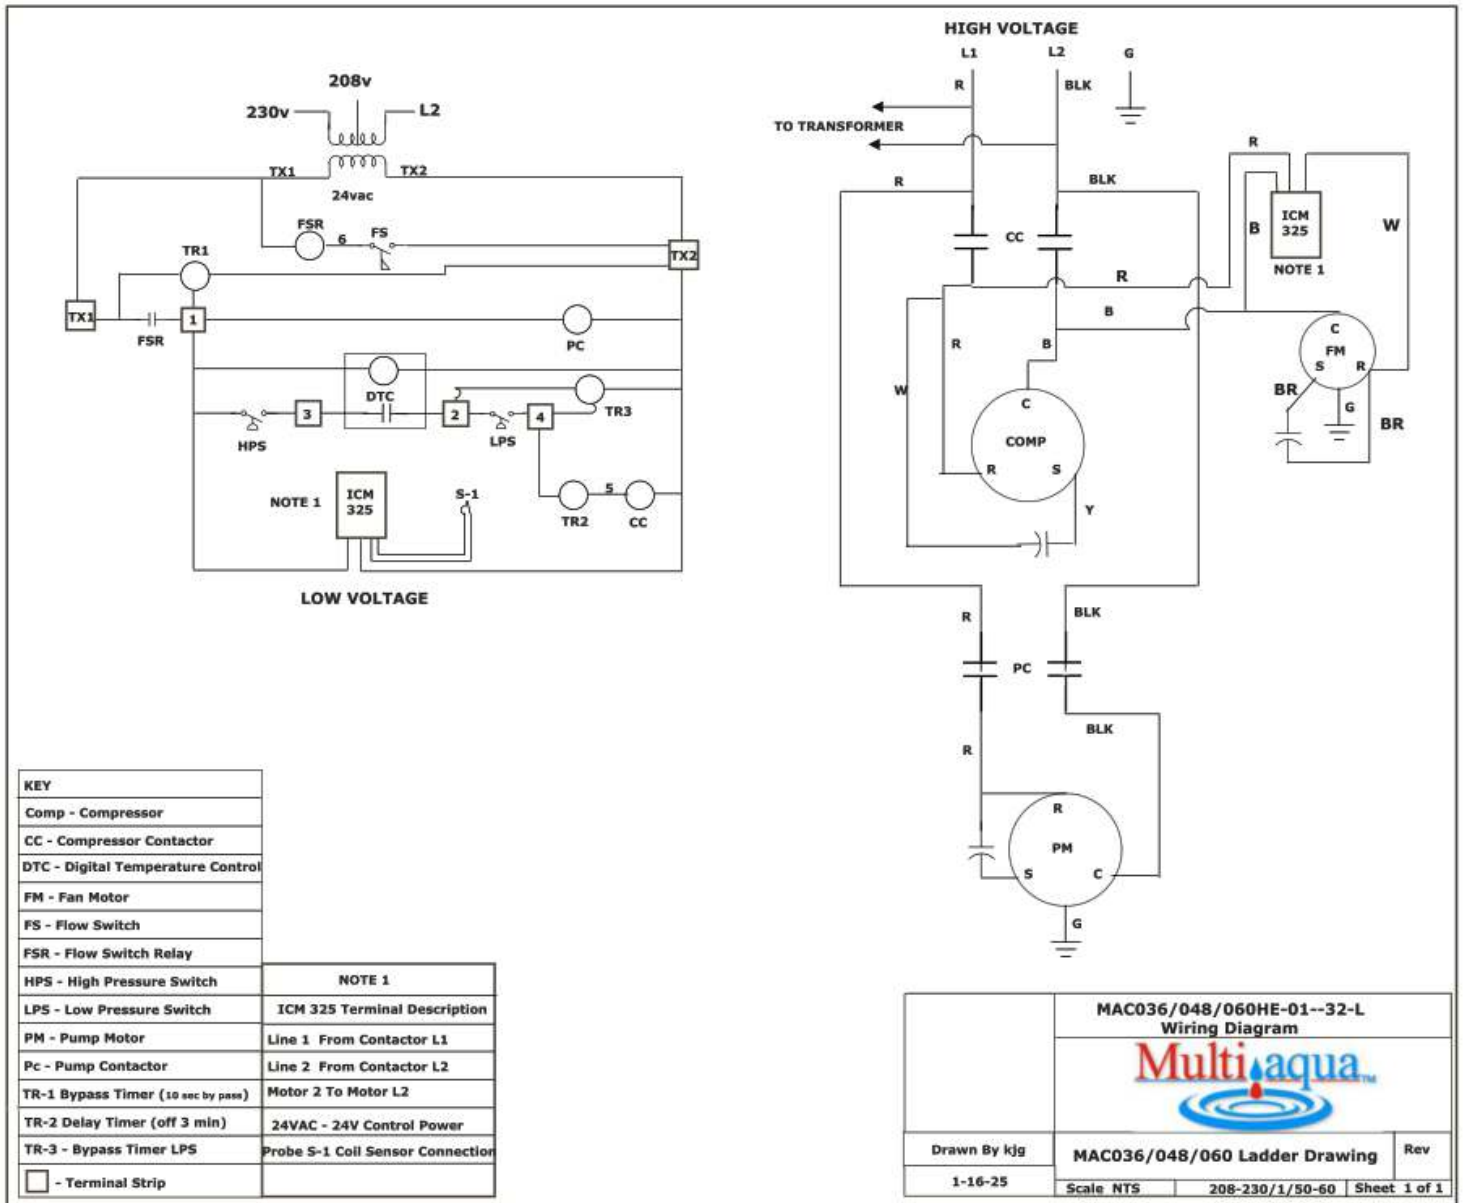 HIGH VOLTAGE
L1 L2 G
R BLK
TO TRANSFORMER
R BLK
CC
R
B
R B
W
C
COMP
R S
Y
R
B
ICM
325
W
NOTE 1
C
FM
S R
BR
G
BR
R BLK
PC
BLK
R
R
PM
S C
G
208v
230v L2
TX1 TX2
24vac
FSR 6 FS
TR1
TX2
TX1 1
FSR
PC
DTC
TR3
3 2 4
HPS LPS
NOTE 1
ICM
325
S-1
5
TR2 CC
LOW VOLTAGE
KEY
Comp - Compressor
CC - Compressor Contactor
DTC - Digital Temperature Control
FM - Fan Motor
FS - Flow Switch
FSR - Flow Switch Relay
HPS - High Pressure Switch
LPS - Low Pressure Switch
PM - Pump Motor
Pc - Pump Contactor
TR-1 Bypass Timer (10 sec by pass)
TR-2 Delay Timer (off 3 min)
TR-3 - Bypass Timer LPS
- Terminal Strip
NOTE 1
ICM 325 Terminal Description
Line 1 From Contactor L1
Line 2 From Contactor L2
Motor 2 To Motor L2
24VAC - 24V Control Power
Probe S-1 Coil Sensor Connection
MAC036/048/060HE-01--32-L
Wiring Diagram
Multiaqua™
Drawn By kjg
MAC036/048/060 Ladder Drawing
Rev
1-16-25
Scale NTS 208-230/1/50-60 Sheet 1 of 1